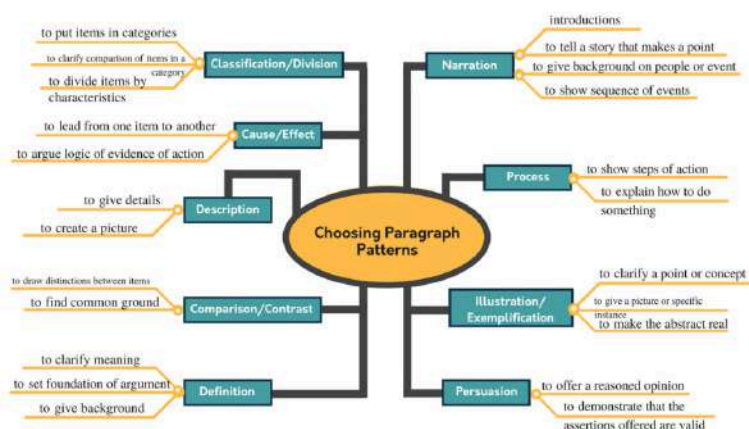 to put items in categories
to clarify comparison of items in a
category
to divide items by
characteristics
Classification/Division
to lead from one item to another
to argue logic of evidence of action
Cause/Effect
to give details
to create a picture
Description
to draw distinctions between items
to find common ground
Comparison/Contrast
to clarify meaning
to set foundation of argument
to give background
Definition
Choosing Paragraph
Patterns
Narration
introductions
to tell a story that makes a point
to give background on people or event
to show sequence of events
Process
to show steps of action
to explain how to do
something
Illustration/
Exemplification
to clarify a point or concept
to give a picture or specific
instance
to make the abstract real
Persuasion
to offer a reasoned opinion
to demonstrate that the
assertions offered are valid